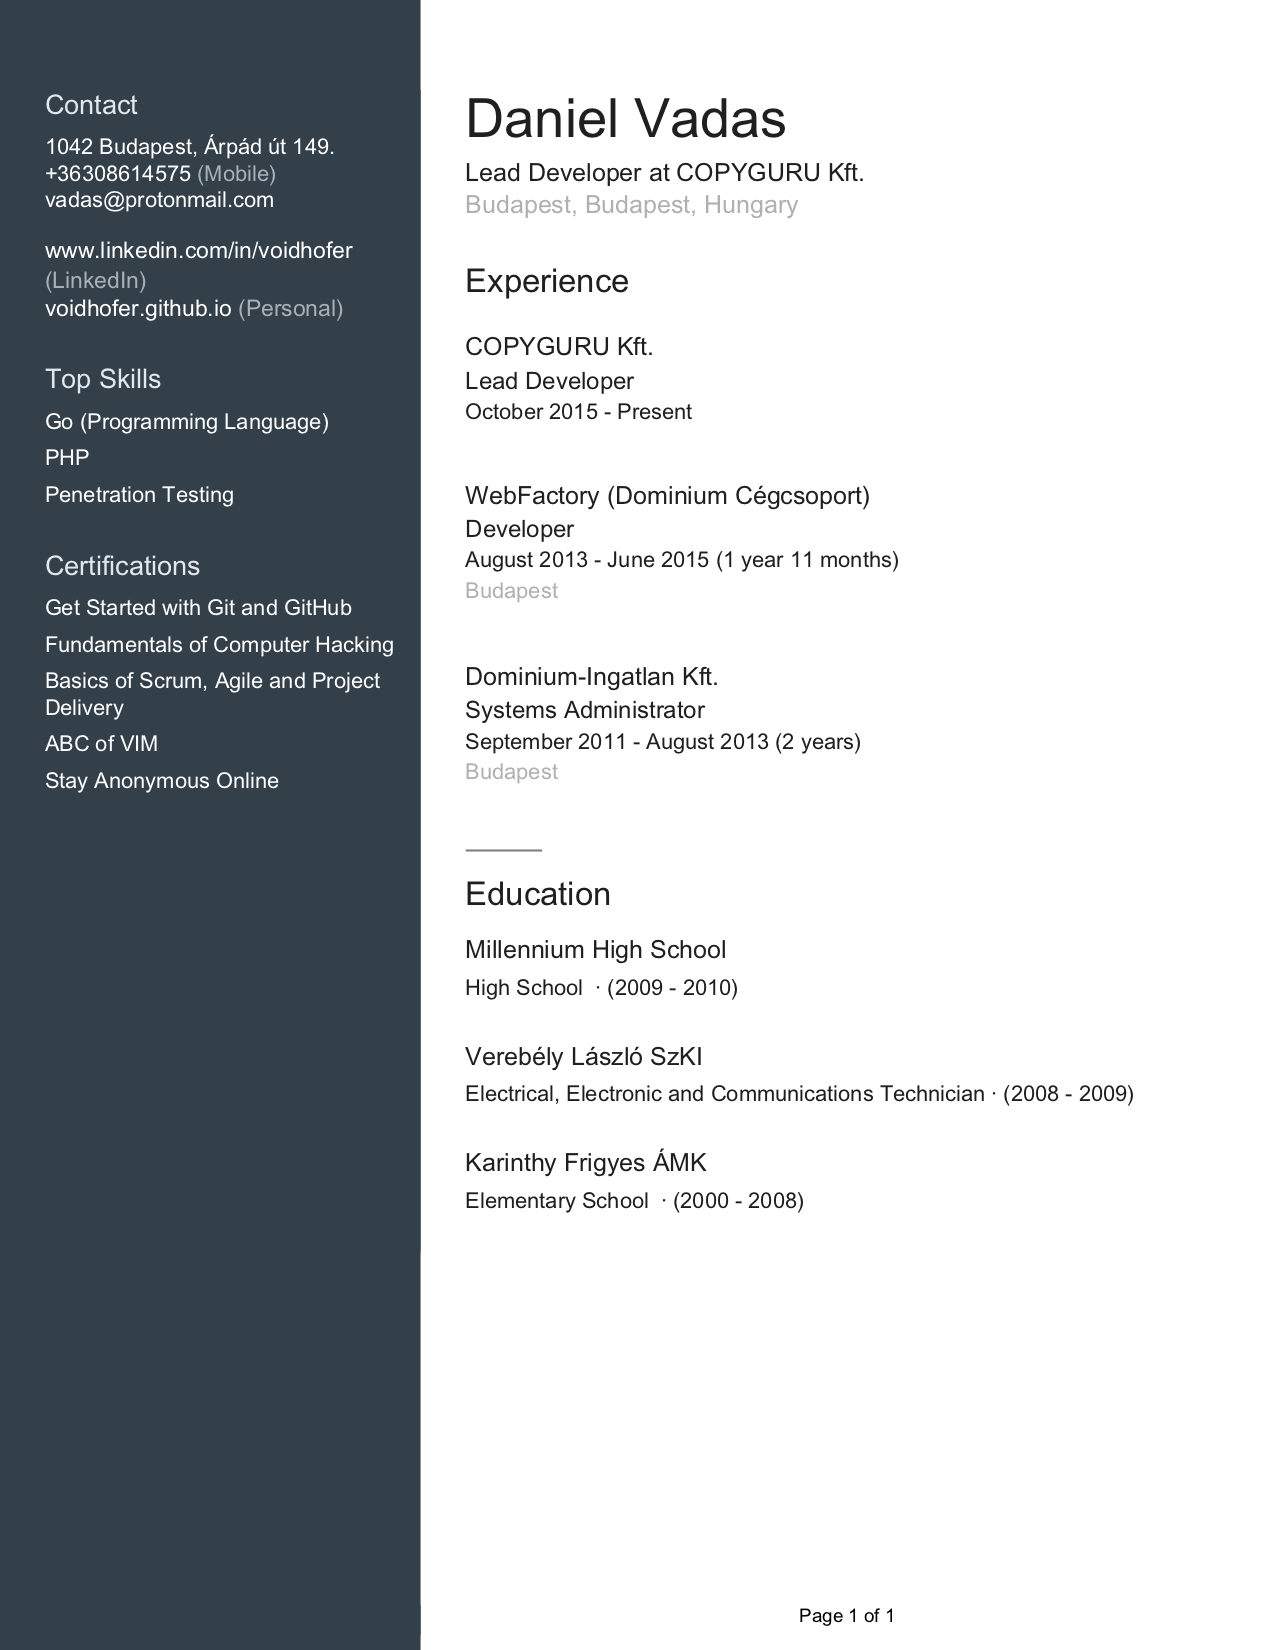 Contact
1042 Budapest, Árpád út 149.
+36308614575 (Mobile)
vadas@protonmail.com
www.linkedin.com/in/voidhofer
(LinkedIn)
voidhofer.github.io (Personal)
Top Skills
Go (Programming Language)
PHP
Penetration Testing
Certifications
Get Started with Git and GitHub
Fundamentals of Computer Hacking
Basics of Scrum, Agile and Project
Delivery
ABC of VIM
Stay Anonymous Online
Daniel Vadas
Lead Developer at COPYGURU Kft.
Budapest, Budapest, Hungary
Experience
COPYGURU Kft.
Lead Developer
October 2015 - Present
WebFactory (Dominium Cégcsoport)
Developer
August 2013 - June 2015 (1 year 11 months)
Budapest
Dominium-Ingatlan Kft.
Systems Administrator
September 2011 - August 2013 (2 years)
Budapest
Education
Millennium High School
High School · (2009 - 2010)
Verebély László SzKI
Electrical, Electronic and Communications Technician · (2008 - 2009)
Karinthy Frigyes ÁMK
Elementary School · (2000 - 2008)
Page 1 of 1